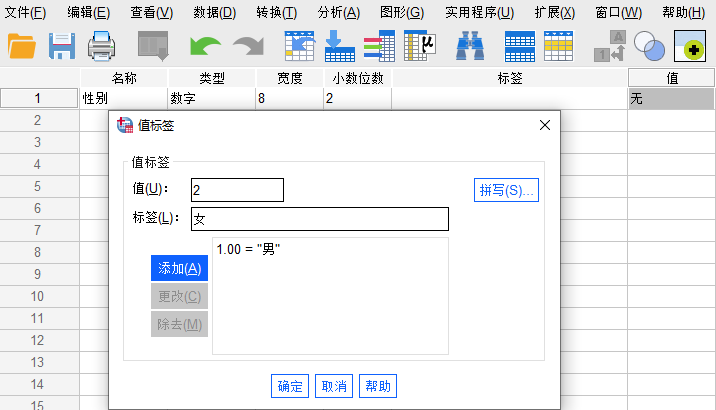 文件(F) 编辑(E) 查看(V) 数据(D) 转换(T) 分析(A) 图形(G) 实用程序(U) 扩展(X) 窗口(W) 帮助(H)
名称 类型 宽度 小数位数 标签 值
1 性别 数字 8 2 无
2
3
4
5
6
7
8
9
10
11
12
13
14
15
值标签
值标签
值(U): 2 拼写(S)...
标签(L): 女
1.00 = "男"
添加(A)
更改(C)
除去(M)
确定 取消 帮助